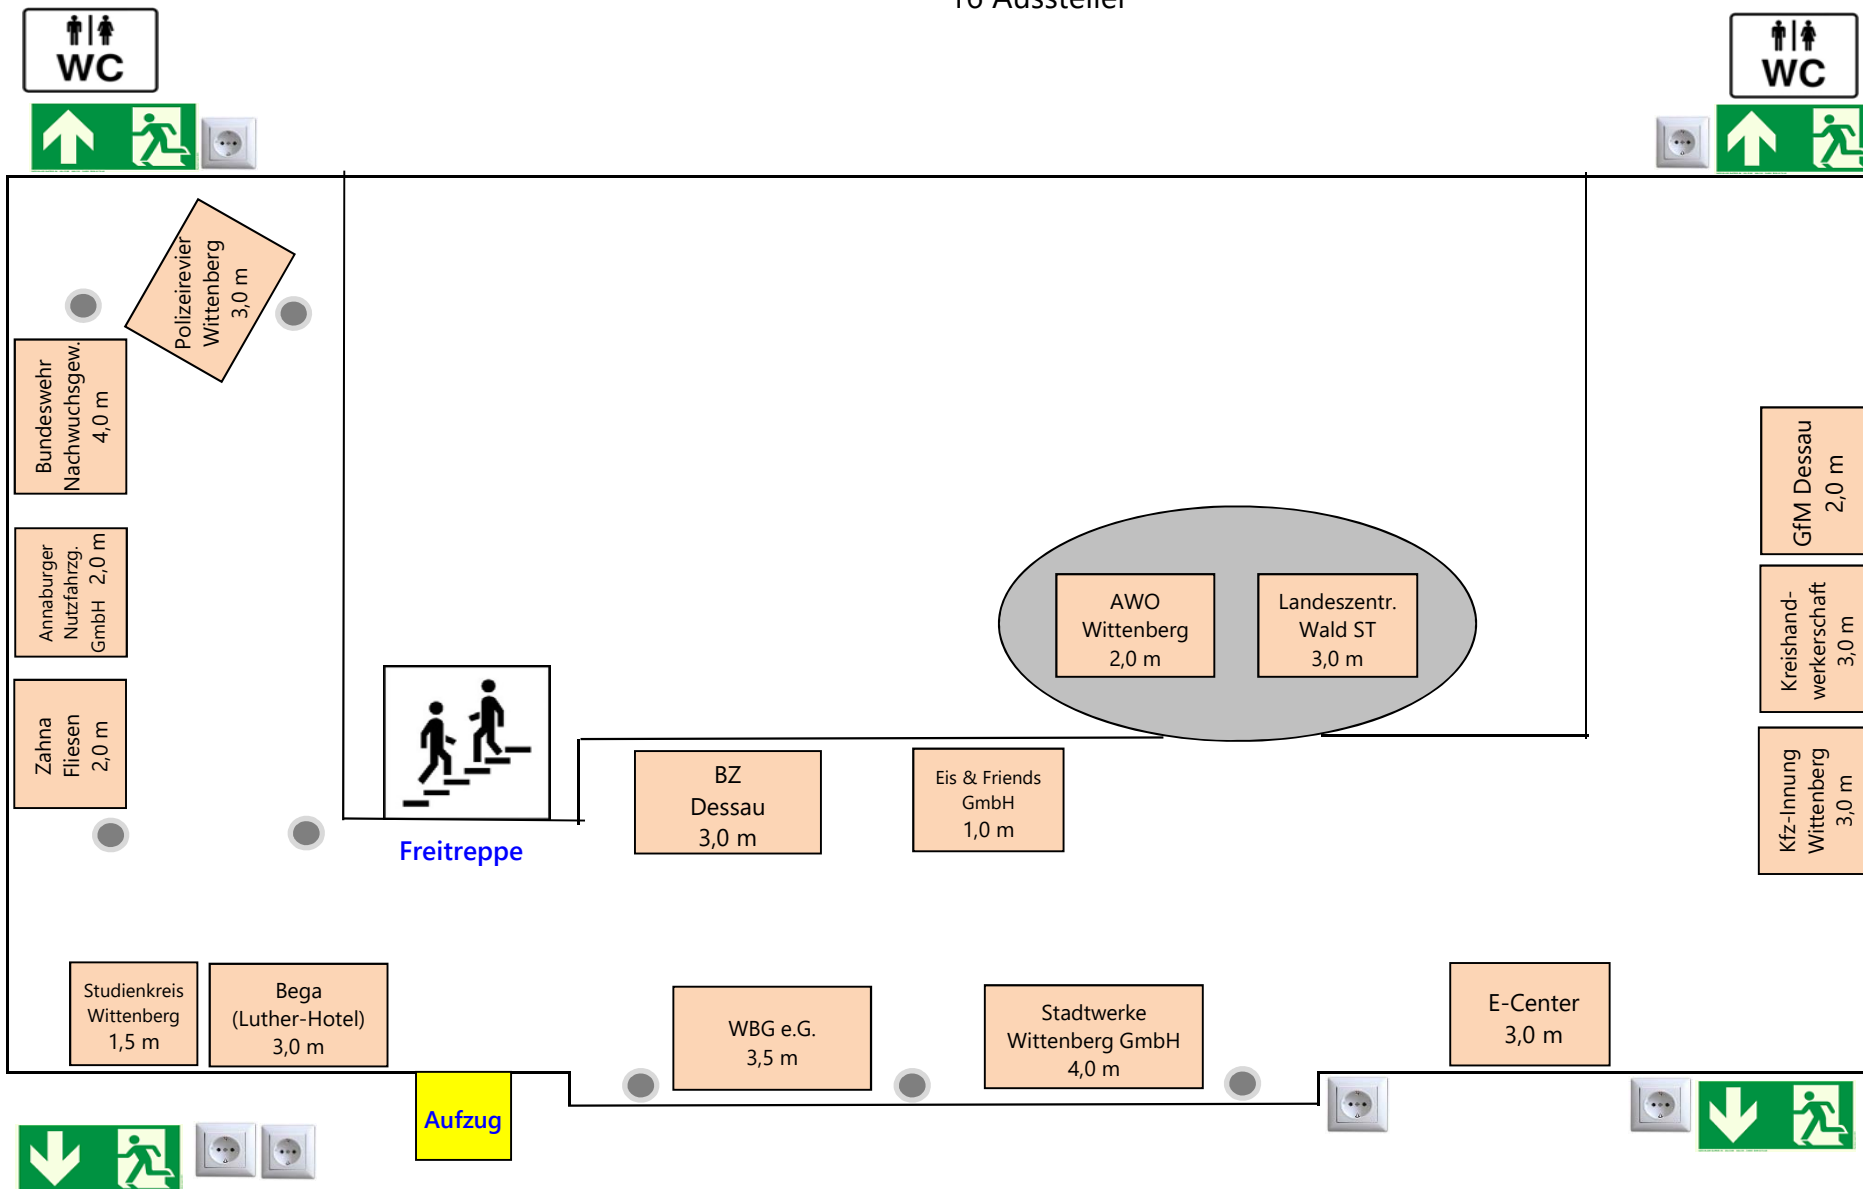 16 Aussteller
WC
WC
Polizeirevier
Wittenberg
3,0 m
Bundeswehr
Nachwuchsgew.
4,0 m
Annaburger
Nutzfahrzg.
GmbH 2,0 m
Zahna
Fliesen
2,0 m
GfM Dessau
2,0 m
Kreishand-
werkerschaft
3,0 m
Kfz-Innung
Wittenberg
3,0 m
AWO
Wittenberg
2,0 m
Landeszentr.
Wald ST
3,0 m
Freitreppe
BZ
Dessau
3,0 m
Eis & Friends
GmbH
1,0 m
Studienkreis
Wittenberg
1,5 m
Bega
(Luther-Hotel)
3,0 m
WBG e.G.
3,5 m
Stadtwerke
Wittenberg GmbH
4,0 m
E-Center
3,0 m
Aufzug